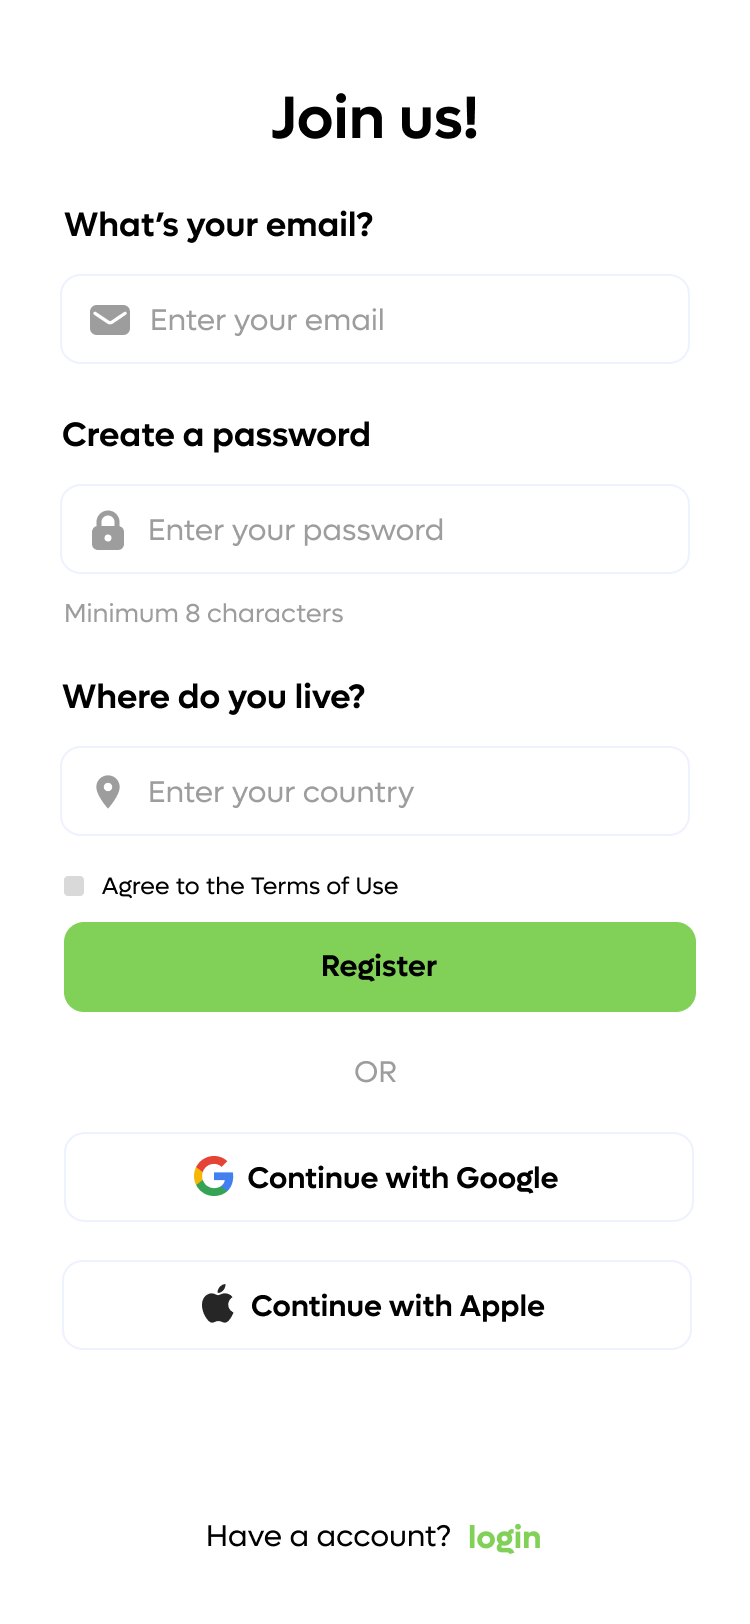 Join us!
What’s your email?
Enter your email
Create a password
Enter your password
Minimum 8 characters
Where do you live?
Enter your country
Agree to the Terms of Use
Register
OR
Continue with Google
Continue with Apple
Have a account? login